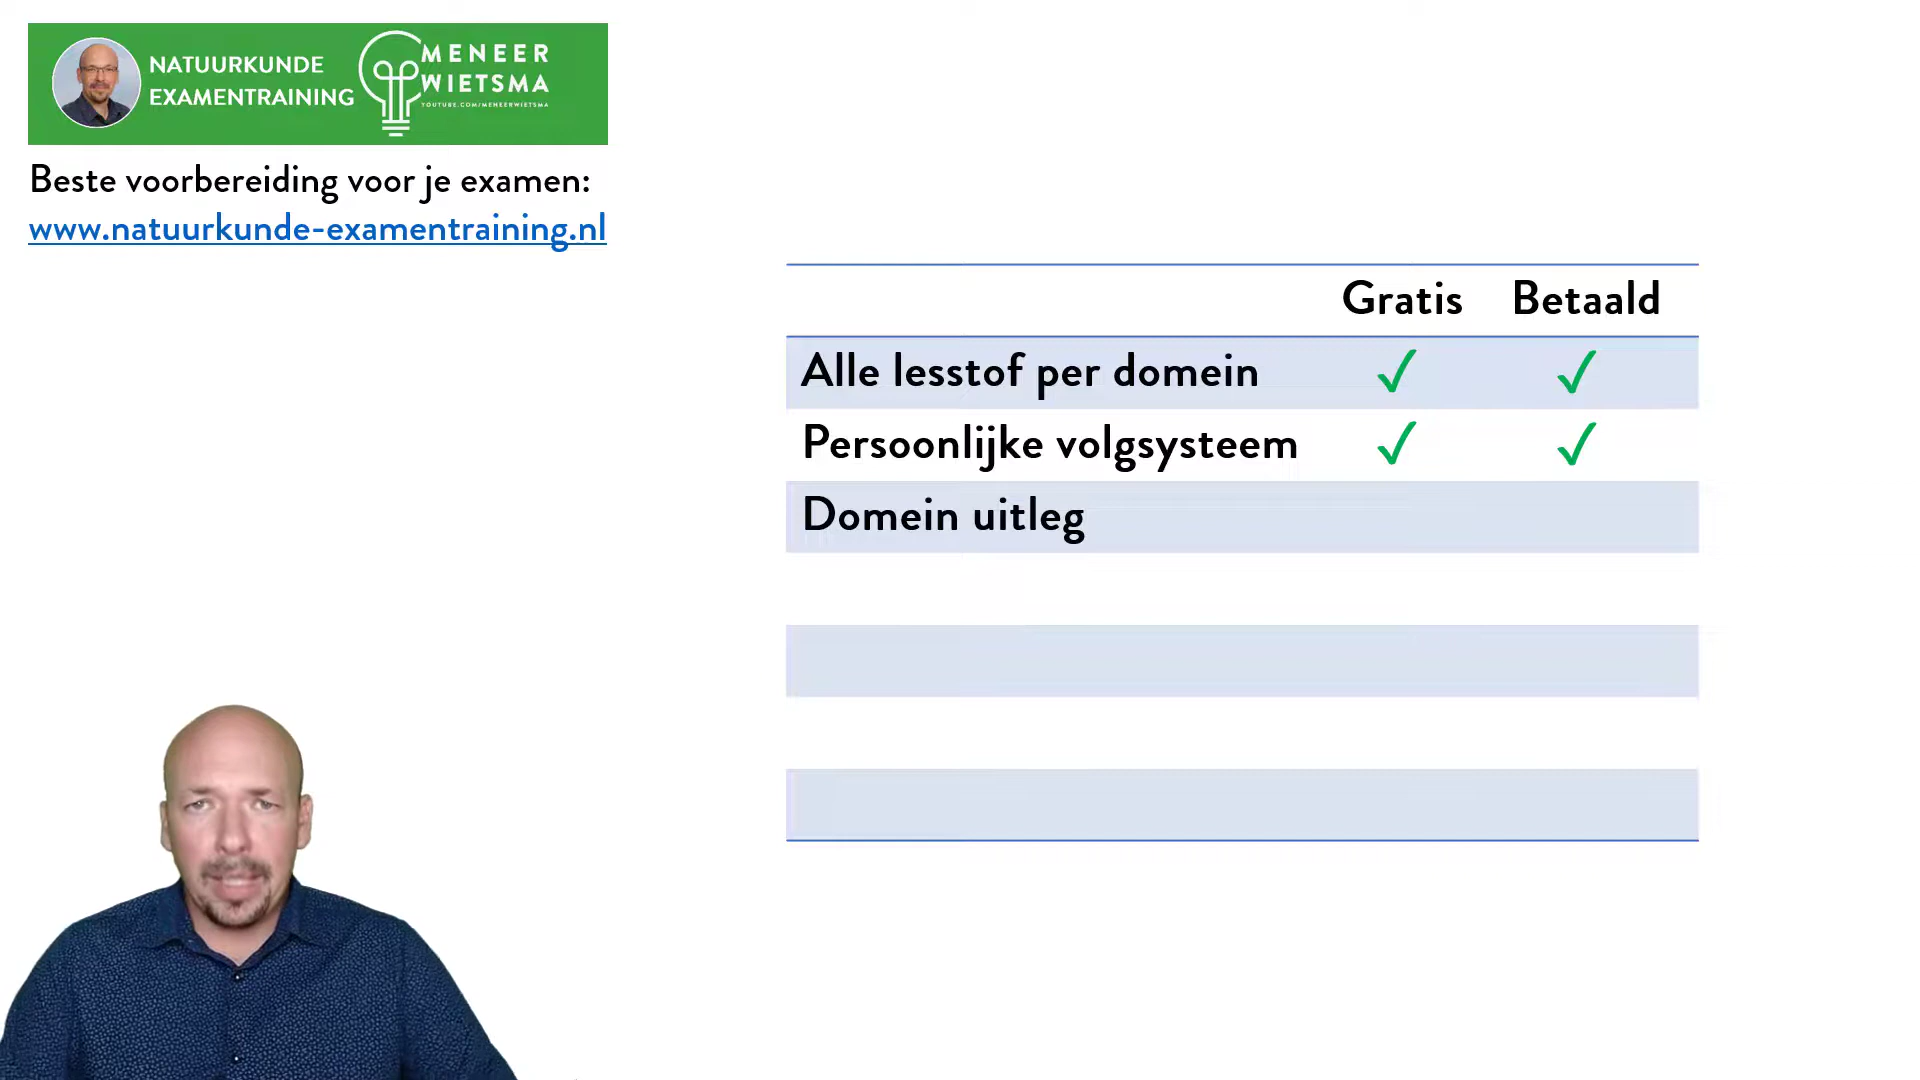 NATUURKUNDE
EXAMENTRAINING
MENEER
WIETSMA
YOUTUBE.COM/MENEERWIETSMA
Beste voorbereiding voor je examen:
www.natuurkunde-examentraining.nl
Gratis Betaald
Alle lesstof per domein ✓ ✓
Persoonlijke volgsysteem ✓ ✓
Domein uitleg